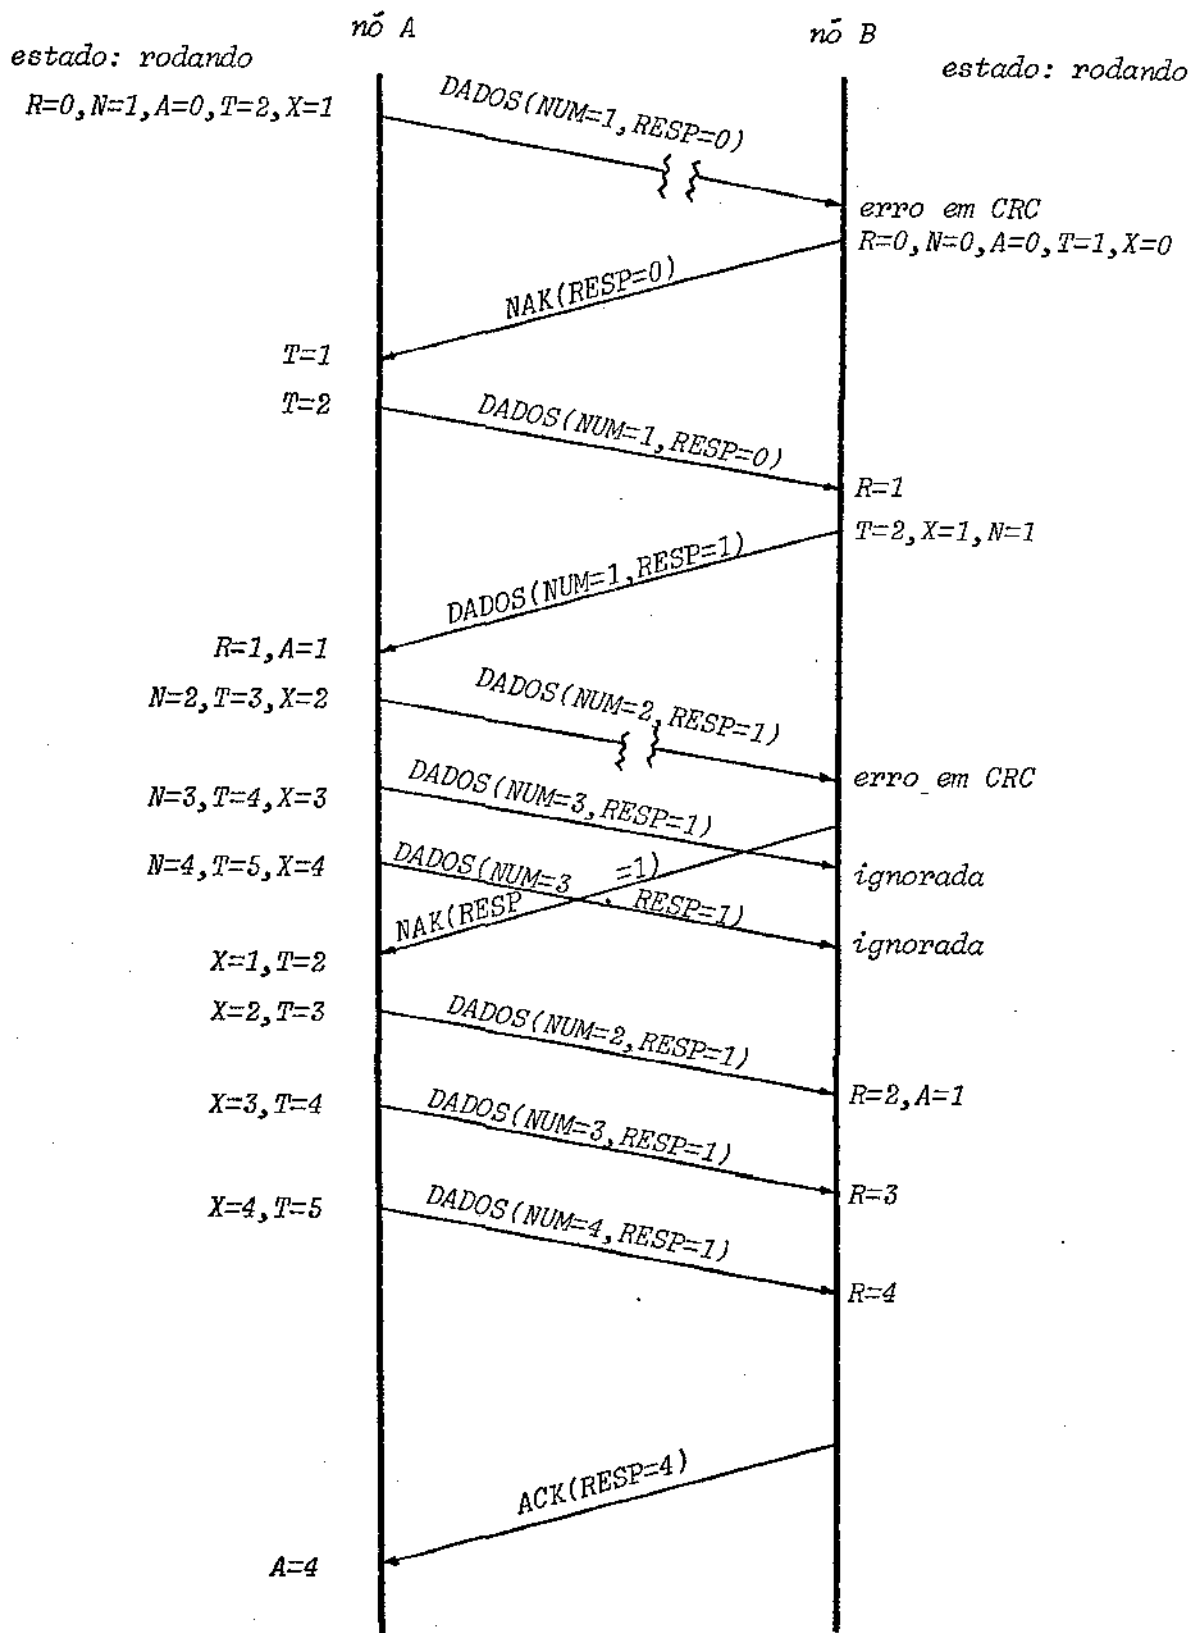 nó A
nó B
estado: rodando
estado: rodando
R=0,N=1,A=0,T=2,X=1
DADOS(NUM=1,RESP=0)
erro em CRC
R=0,N=0,A=0,T=1,X=0
NAK(RESP=0)
T=1
T=2
DADOS(NUM=1,RESP=0)
R=1
T=2,X=1,N=1
DADOS(NUM=1,RESP=1)
R=1,A=1
N=2,T=3,X=2
DADOS(NUM=2,RESP=1)
erro em CRC
N=3,T=4,X=3
DADOS(NUM=3,RESP=1)
ignorada
N=4,T=5,X=4
DADOS(NUM=3, RESP=1)
ignorada
NAK(RESP=1)
X=1,T=2
X=2,T=3
DADOS(NUM=2,RESP=1)
R=2,A=1
X=3,T=4
DADOS(NUM=3,RESP=1)
R=3
X=4,T=5
DADOS(NUM=4,RESP=1)
R=4
ACK(RESP=4)
A=4